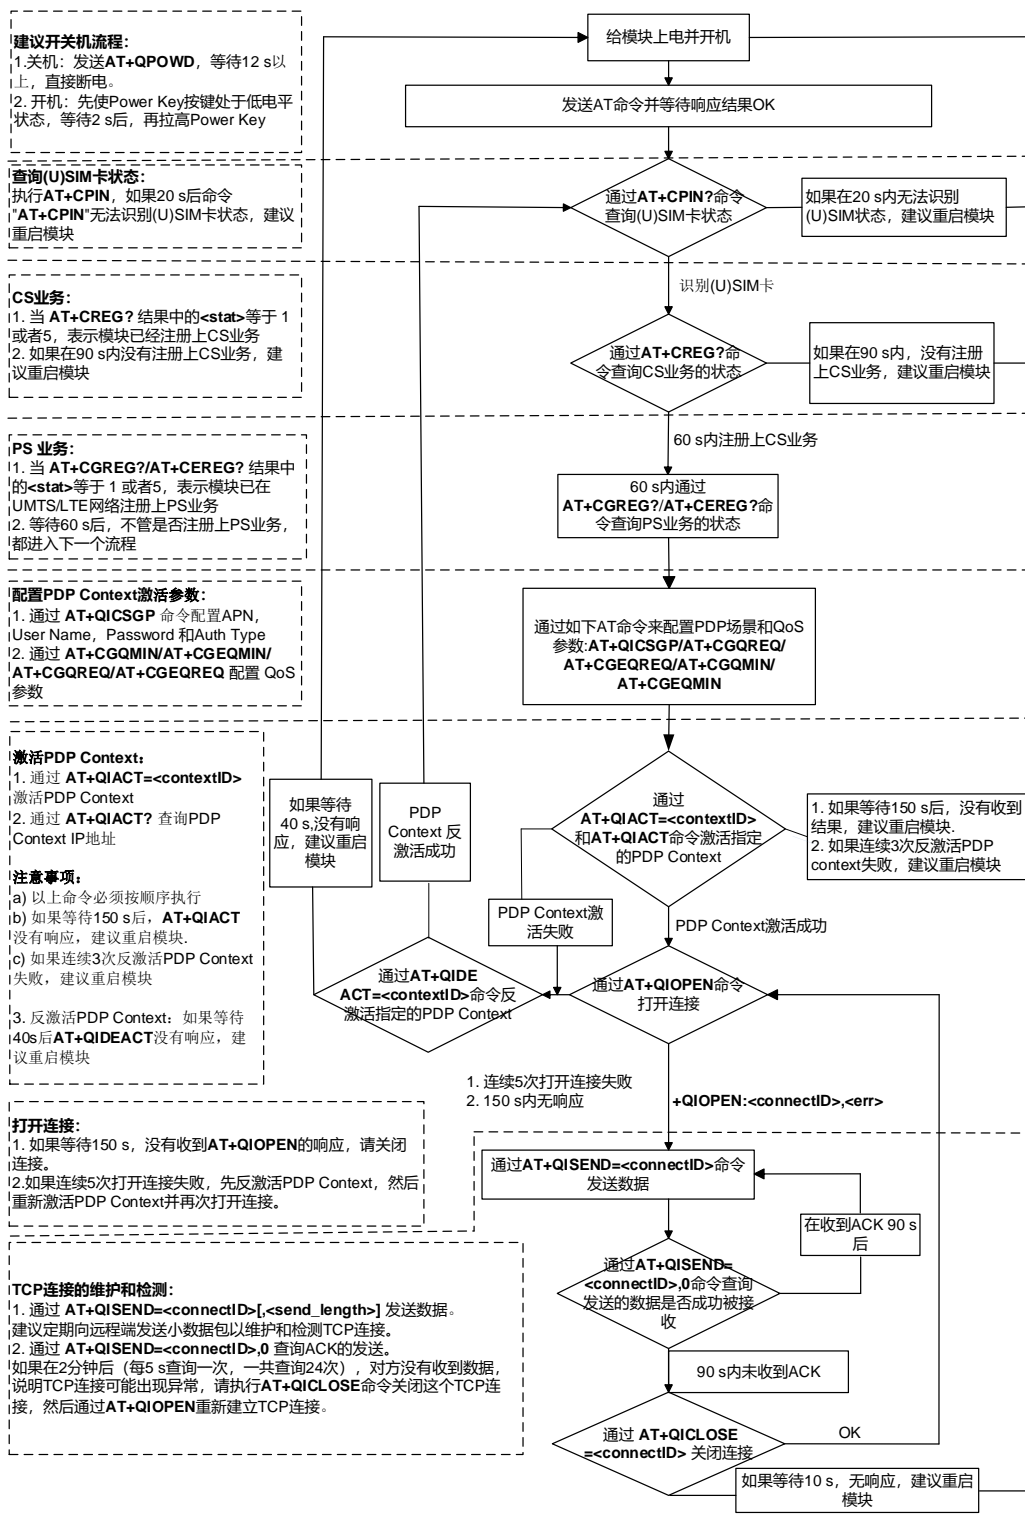 建议开关机流程：
1.关机：发送AT+QPOWD，等待12 s以
上，直接断电。
2. 开机：先使Power Key按键处于低电平
状态，等待2 s后，再拉高Power Key
给模块上电并开机
发送AT命令并等待响应结果OK
查询(U)SIM卡状态：
执行AT+CPIN，如果20 s后命令
"AT+CPIN"无法识别(U)SIM卡状态，建议
重启模块
通过AT+CPIN?命令
查询(U)SIM卡状态
如果在20 s内无法识别
(U)SIM状态，建议重启模块
识别(U)SIM卡
CS业务：
1. 当 AT+CREG? 结果中的<stat>等于 1
或者5，表示模块已经注册上CS业务
2. 如果在90 s内没有注册上CS业务，建
议重启模块
通过AT+CREG?命
令查询CS业务的状态
如果在90 s内，没有注册
上CS业务，建议重启模块
60 s内注册上CS业务
PS 业务：
1. 当 AT+CGREG?/AT+CEREG? 结果中
的<stat>等于 1 或者5，表示模块已在
UMTS/LTE网络注册上PS业务
2. 等待60 s后，不管是否注册上PS业务，
都进入下一个流程
60 s内通过
AT+CGREG?/AT+CEREG?命
令查询PS业务的状态
配置PDP Context激活参数：
1. 通过 AT+QICSGP 命令配置APN，
User Name，Password 和Auth Type
2. 通过 AT+CGQMIN/AT+CGEQMIN/
AT+CGQREQ/AT+CGEQREQ 配置 QoS
参数
通过如下AT命令来配置PDP场景和QoS
参数:AT+QICSGP/AT+CGQREQ/
AT+CGEQREQ/AT+CGQMIN/
AT+CGEQMIN
激活PDP Context：
1. 通过 AT+QIACT=<contextID>
激活PDP Context
2. 通过 AT+QIACT? 查询PDP
Context IP地址
注意事项：
a) 以上命令必须按顺序执行
b) 如果等待150 s后，AT+QIACT
没有响应，建议重启模块.
c) 如果连续3次反激活PDP Context
失败，建议重启模块
3. 反激活PDP Context：如果等待
40s后AT+QIDEACT没有响应，建
议重启模块
如果等待
40 s,没有响
应，建议重启
模块
PDP
Context 反
激活成功
通过
AT+QIACT=<contextID>
和AT+QIACT命令激活指定
的PDP Context
1. 如果等待150 s后，没有收到
结果，建议重启模块.
2. 如果连续3次反激活PDP
context失败，建议重启模块
PDP Context激
活失败
PDP Context激活成功
通过AT+QIDE
ACT=<contextID>命令反
激活指定的PDP Context
通过AT+QIOPEN命令
打开连接
1. 连续5次打开连接失败
2. 150 s内无响应
+QIOPEN:<connectID>,<err>
打开连接：
1. 如果等待150 s，没有收到AT+QIOPEN的响应，请关闭
连接。
2.如果连续5次打开连接失败，先反激活PDP Context，然后
重新激活PDP Context并再次打开连接。
通过AT+QISEND=<connectID>命令
发送数据
在收到ACK 90 s
后
通过AT+QISEND=
<connectID>,0命令查询
发送的数据是否成功被接
收
TCP连接的维护和检测：
1. 通过 AT+QISEND=<connectID>[,<send_length>] 发送数据。
建议定期向远程端发送小数据包以维护和检测TCP连接。
2. 通过 AT+QISEND=<connectID>,0 查询ACK的发送。
如果在2分钟后（每5 s查询一次，一共查询24次），对方没有收到数据，
说明TCP连接可能出现异常，请执行AT+QICLOSE命令关闭这个TCP连
接，然后通过AT+QIOPEN重新建立TCP连接。
90 s内未收到ACK
通过 AT+QICLOSE
=<connectID> 关闭连接
OK
如果等待10 s，无响应，建议重启
模块